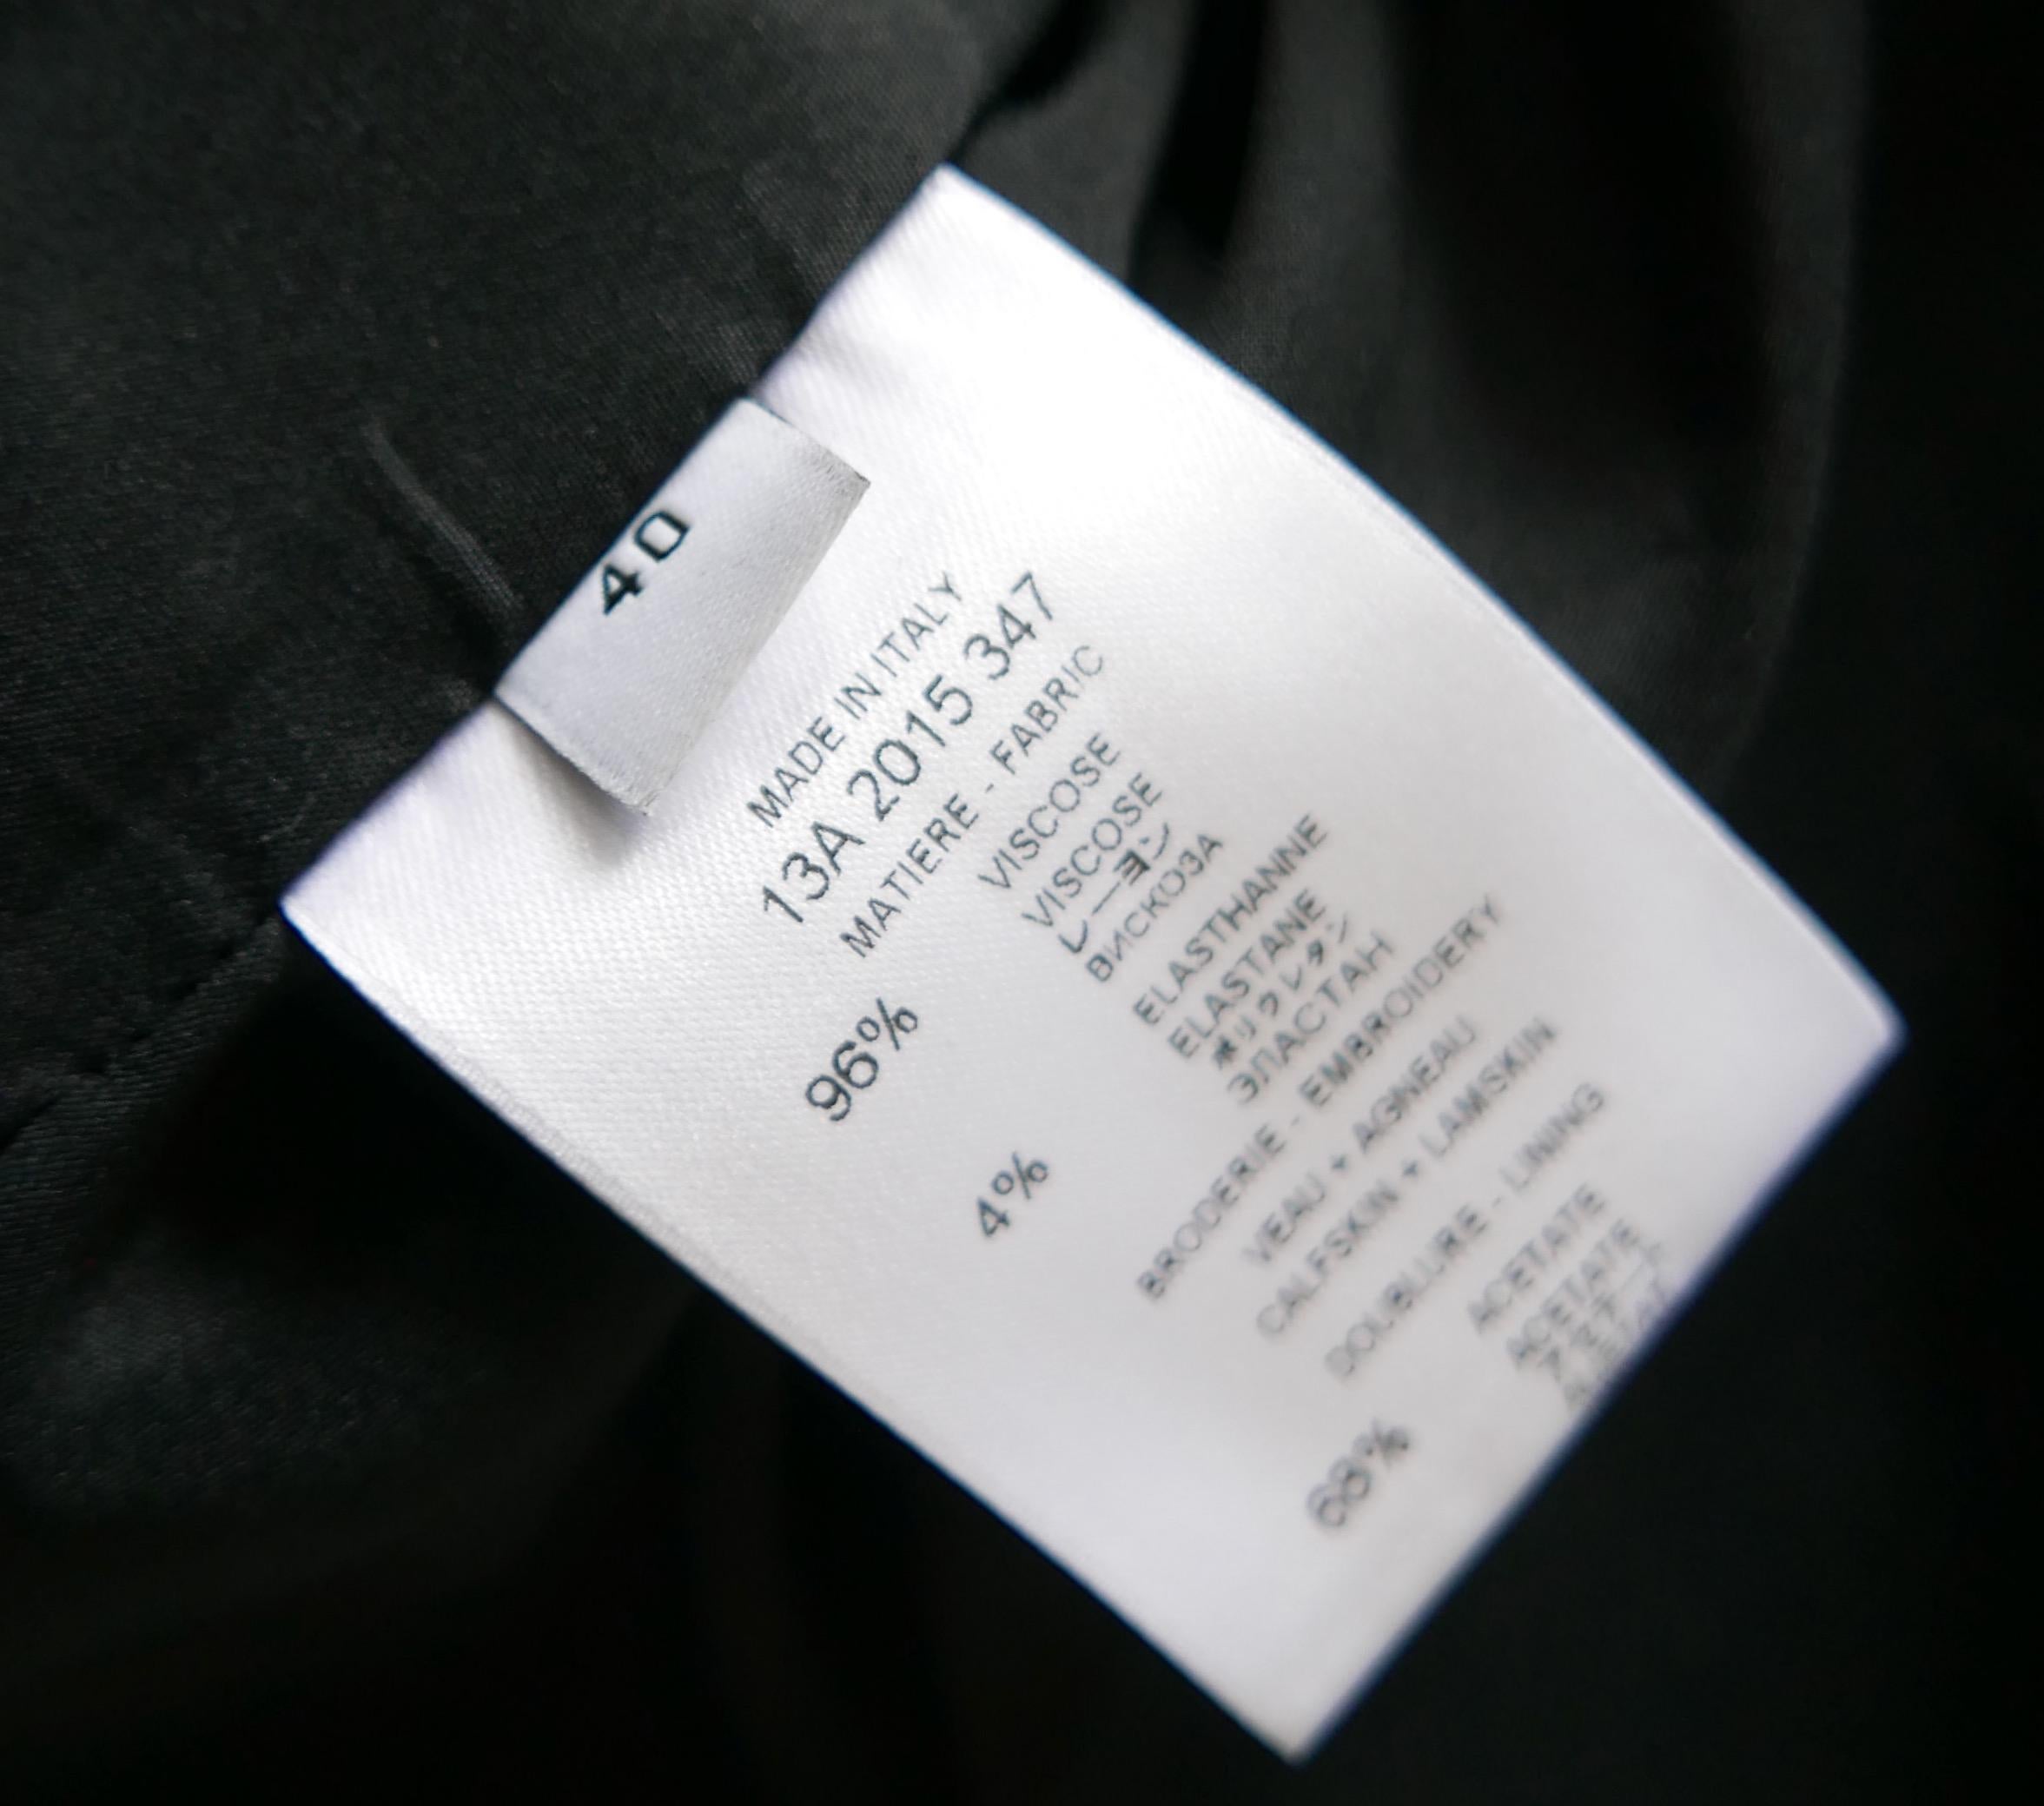 40
MADE IN ITALY
13A 2015 347
MATIERE - FABRIC
96% VISCOSE
VISCOSE
レーヨン
ВИСКОЗА
4% ELASTHANNE
ELASTANE
ポリウレタン
ЭЛАСТАН
BRODERIE - EMBROIDERY
VEAU + AGNEAU
CALFSKIN + LAMSKIN
DOUBLURE - LINING
68% ACETATE
ACETATE